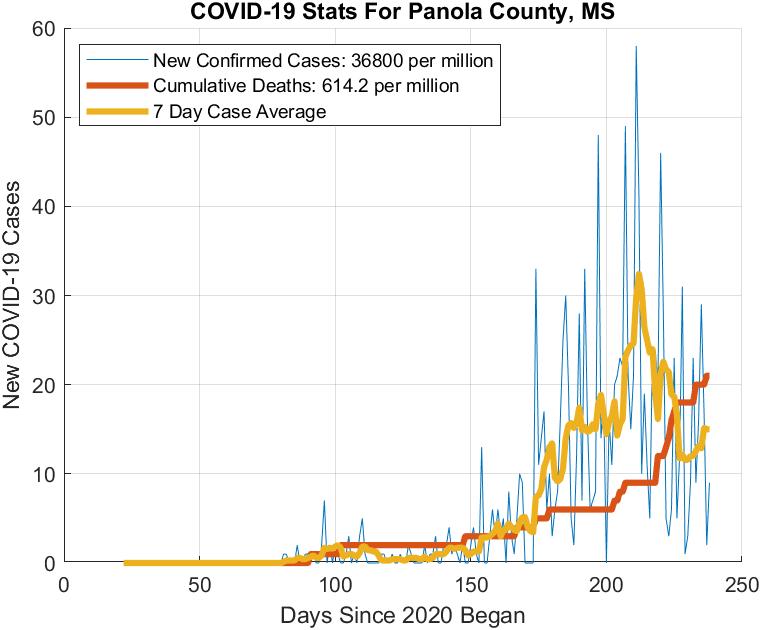 COVID-19 Stats For Panola County, MS
New Confirmed Cases: 36800 per million
Cumulative Deaths: 614.2 per million
7 Day Case Average
New COVID-19 Cases
60
50
40
30
20
10
0
0 50 100 150 200 250
Days Since 2020 Began